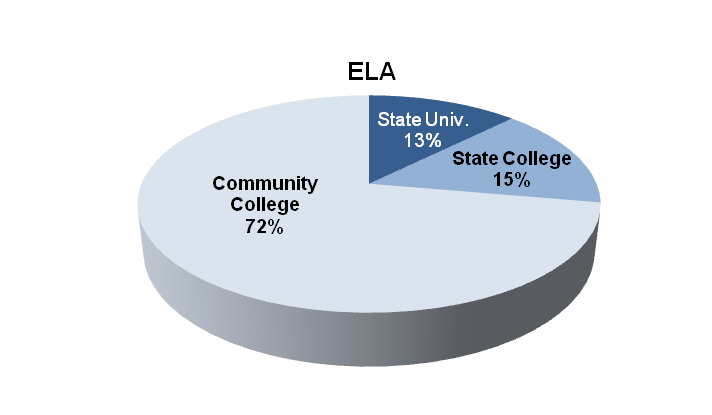 ELA
State Univ.
13%
State College
15%
Community
College
72%